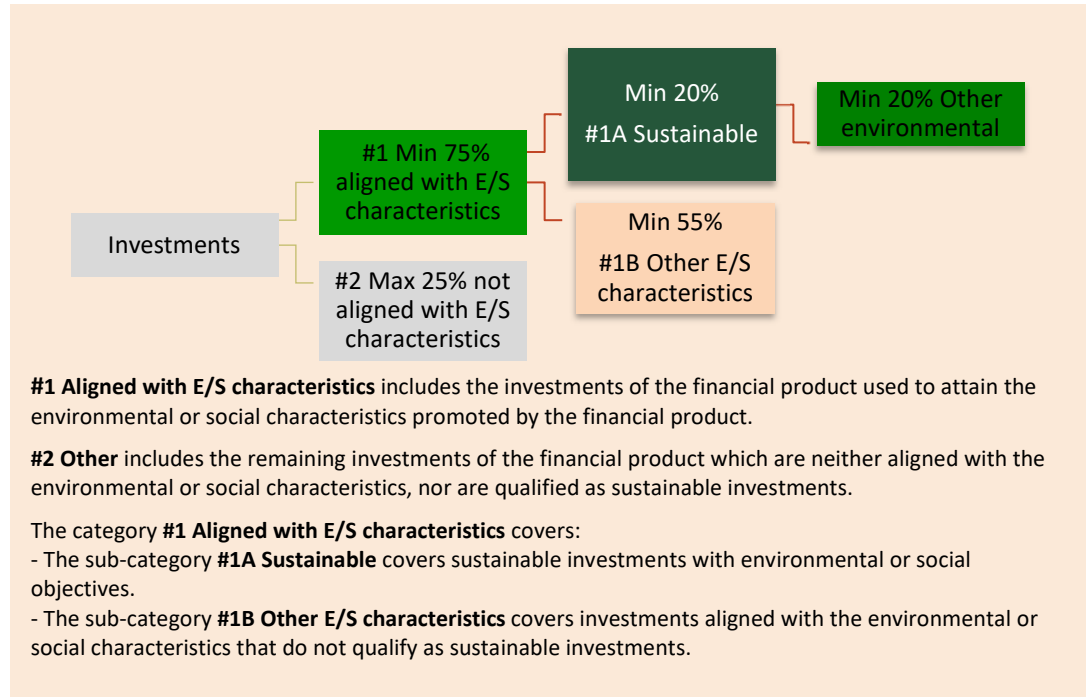 Min 20%
#1A Sustainable
Min 20% Other
environmental
#1 Min 75%
aligned with E/S
characteristics
Investments
Min 55%
#1B Other E/S
characteristics
#2 Max 25% not
aligned with E/S
characteristics
#1 Aligned with E/S characteristics includes the investments of the financial product used to attain the
environmental or social characteristics promoted by the financial product.
#2 Other includes the remaining investments of the financial product which are neither aligned with the
environmental or social characteristics, nor are qualified as sustainable investments.
The category #1 Aligned with E/S characteristics covers:
- The sub-category #1A Sustainable covers sustainable investments with environmental or social
objectives.
- The sub-category #1B Other E/S characteristics covers investments aligned with the environmental or
social characteristics that do not qualify as sustainable investments.